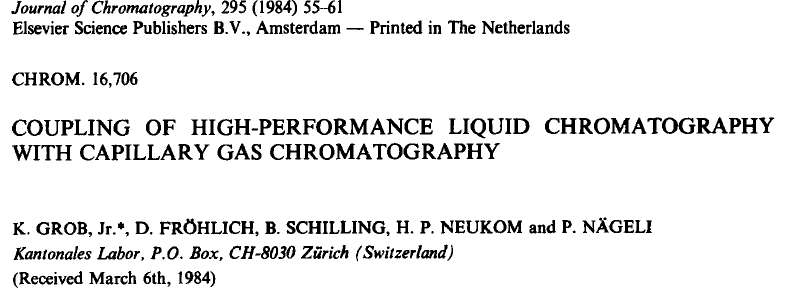 Journal of Chromatography, 295 (1984) 55–61
Elsevier Science Publishers B.V., Amsterdam — Printed in The Netherlands
CHROM. 16,706
COUPLING OF HIGH-PERFORMANCE LIQUID CHROMATOGRAPHY
WITH CAPILLARY GAS CHROMATOGRAPHY
K. GROB, Jr.*, D. FRÖHLICH, B. SCHILLING, H. P. NEUKOM and P. NÄGELI
Kantonales Labor, P.O. Box, CH-8030 Zürich (Switzerland)
(Received March 6th, 1984)